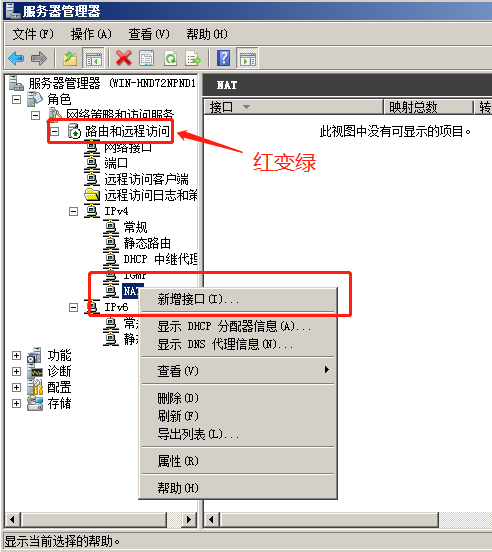 服务器管理器
文件(F) 操作(A) 查看(V) 帮助(H)
服务器管理器 (WIN-HND72NPND1
角色
网络策略和访问服务
路由和远程访问
网络接口
端口
远程访问客户端
远程访问日志和策
IPv4
常规
静态路由
DHCP 中继代理
IGMP
NAT
IPv6
常规
静态
功能
诊断
配置
存储
NAT
接口 映射总数 转
此视图中没有可显示的项目。
红变绿
新增接口(I)...
显示 DHCP 分配器信息(A)...
显示 DNS 代理信息(N)...
查看(V)
删除(D)
刷新(F)
导出列表(L)...
属性(R)
帮助(H)
显示当前选择的帮助。